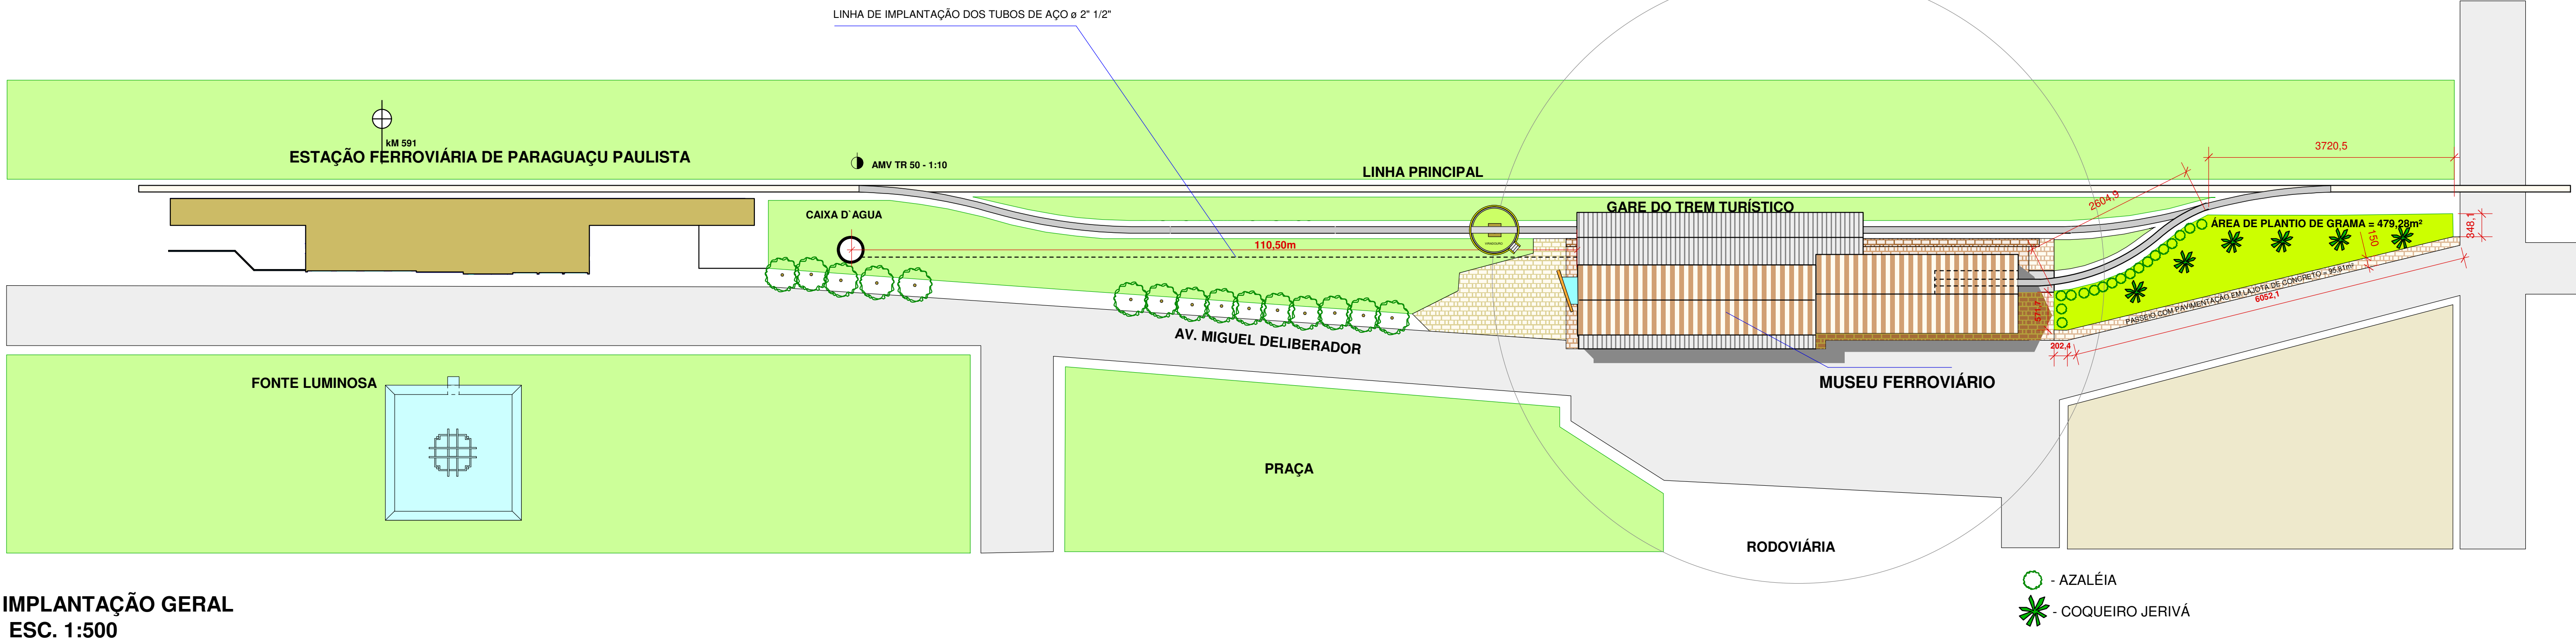 LINHA DE IMPLANTAÇÃO DOS TUBOS DE AÇO ø 2" 1/2"
kM 591
ESTAÇÃO FERROVIÁRIA DE PARAGUAÇU PAULISTA
AMV TR 50 - 1:10
LINHA PRINCIPAL
3720,5
2604,9
CAIXA D`AGUA
GARE DO TREM TURÍSTICO
ÁREA DE PLANTIO DE GRAMA = 479,28m²
348,1
150
110,50m
PASSEIO COM PAVIMENTAÇÃO EM LAJOTA DE CONCRETO = 95,81m²
6052,1
202,4
AV. MIGUEL DELIBERADOR
FONTE LUMINOSA
MUSEU FERROVIÁRIO
PRAÇA
RODOVIÁRIA
- AZALÉIA
- COQUEIRO JERIVÁ
IMPLANTAÇÃO GERAL
ESC. 1:500